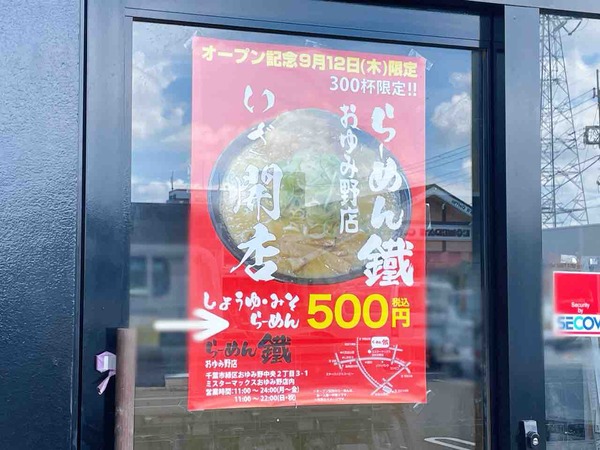 オープン記念9月12日(木)限定
300杯限定!!
らーめん鐵
おゆみ野店
いざ開店
しょうゆ・みそ
らーめん
500円
税込
らーめん 鐵
おゆみ野店
千葉市緑区おゆみ野中央2丁目3-1
ミスターマックスおゆみ野店内
営業時間:11:00～24:00(月～金)
11:00～22:00(日・祝)
Security
by
SECO